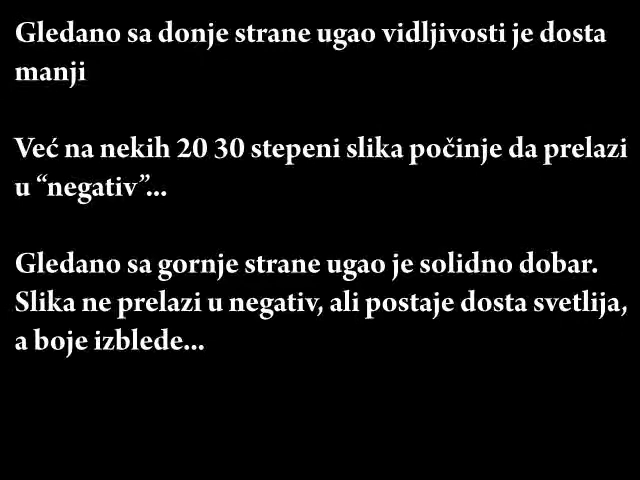 Gledano sa donje strane ugao vidljivosti je dosta
manji
Već na nekih 20 30 stepeni slika počinje da prelazi
u “negativ”...
Gledano sa gornje strane ugao je solidno dobar.
Slika ne prelazi u negativ, ali postaje dosta svetlija,
a boje izblede...